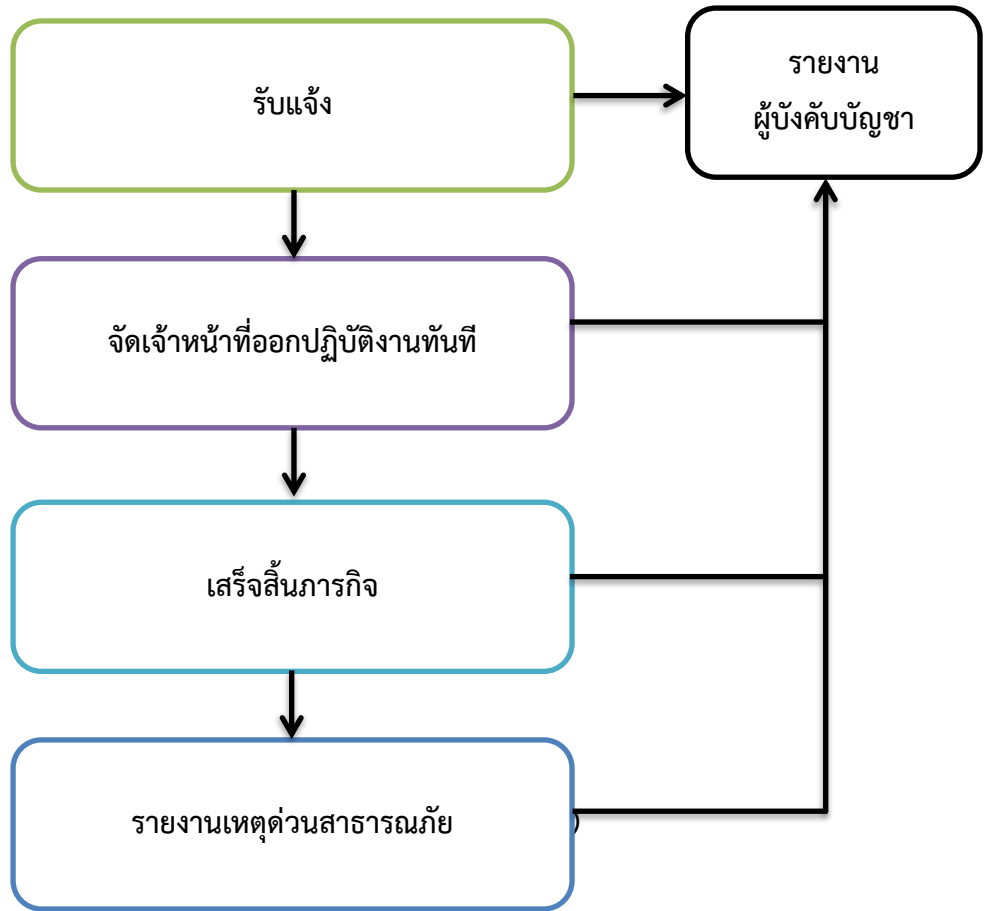 รับแจ้ง
รายงาน
ผู้บังคับบัญชา
จัดเจ้าหน้าที่ออกปฏิบัติงานทันที
เสร็จสิ้นภารกิจ
รายงานเหตุด่วนสาธารณภัย
)